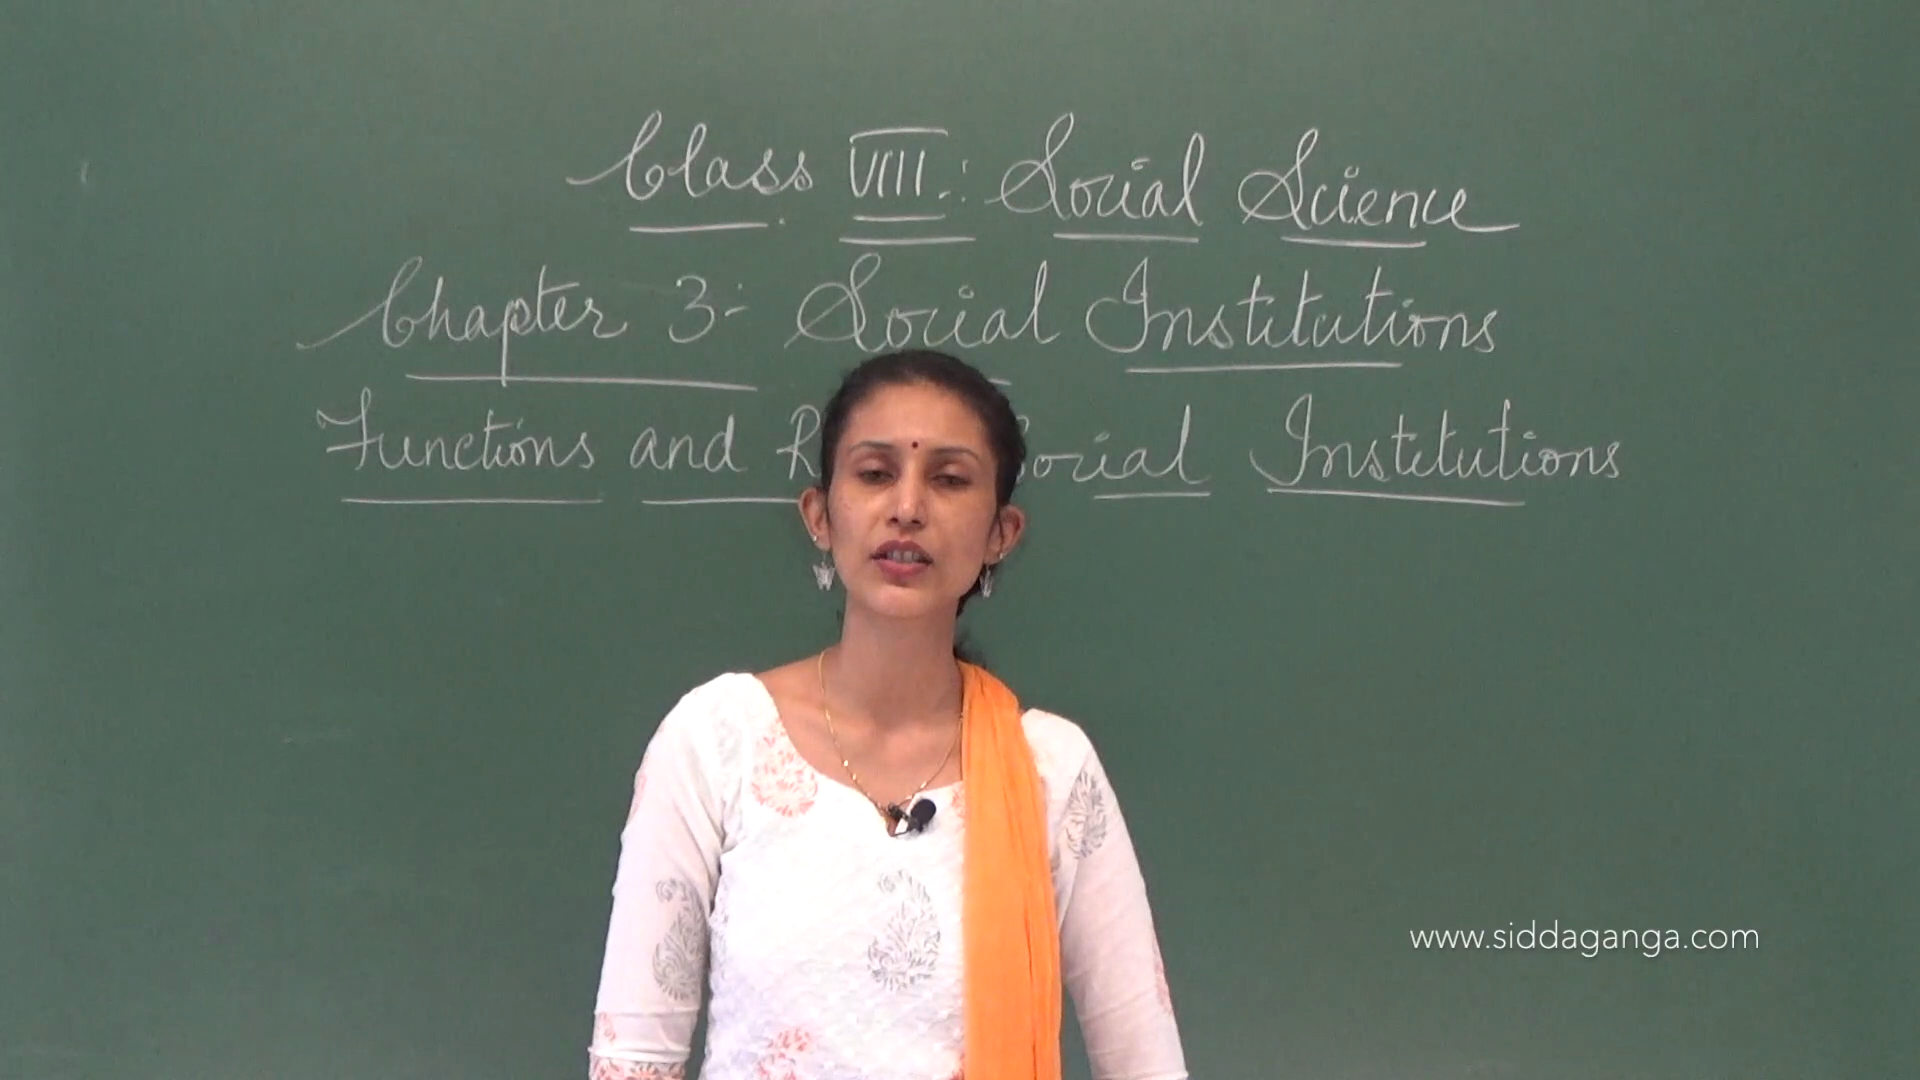 Class VIII : Social Science
Chapter 3 :- Social Institutions
Functions and Social Institutions
www.siddaganga.com